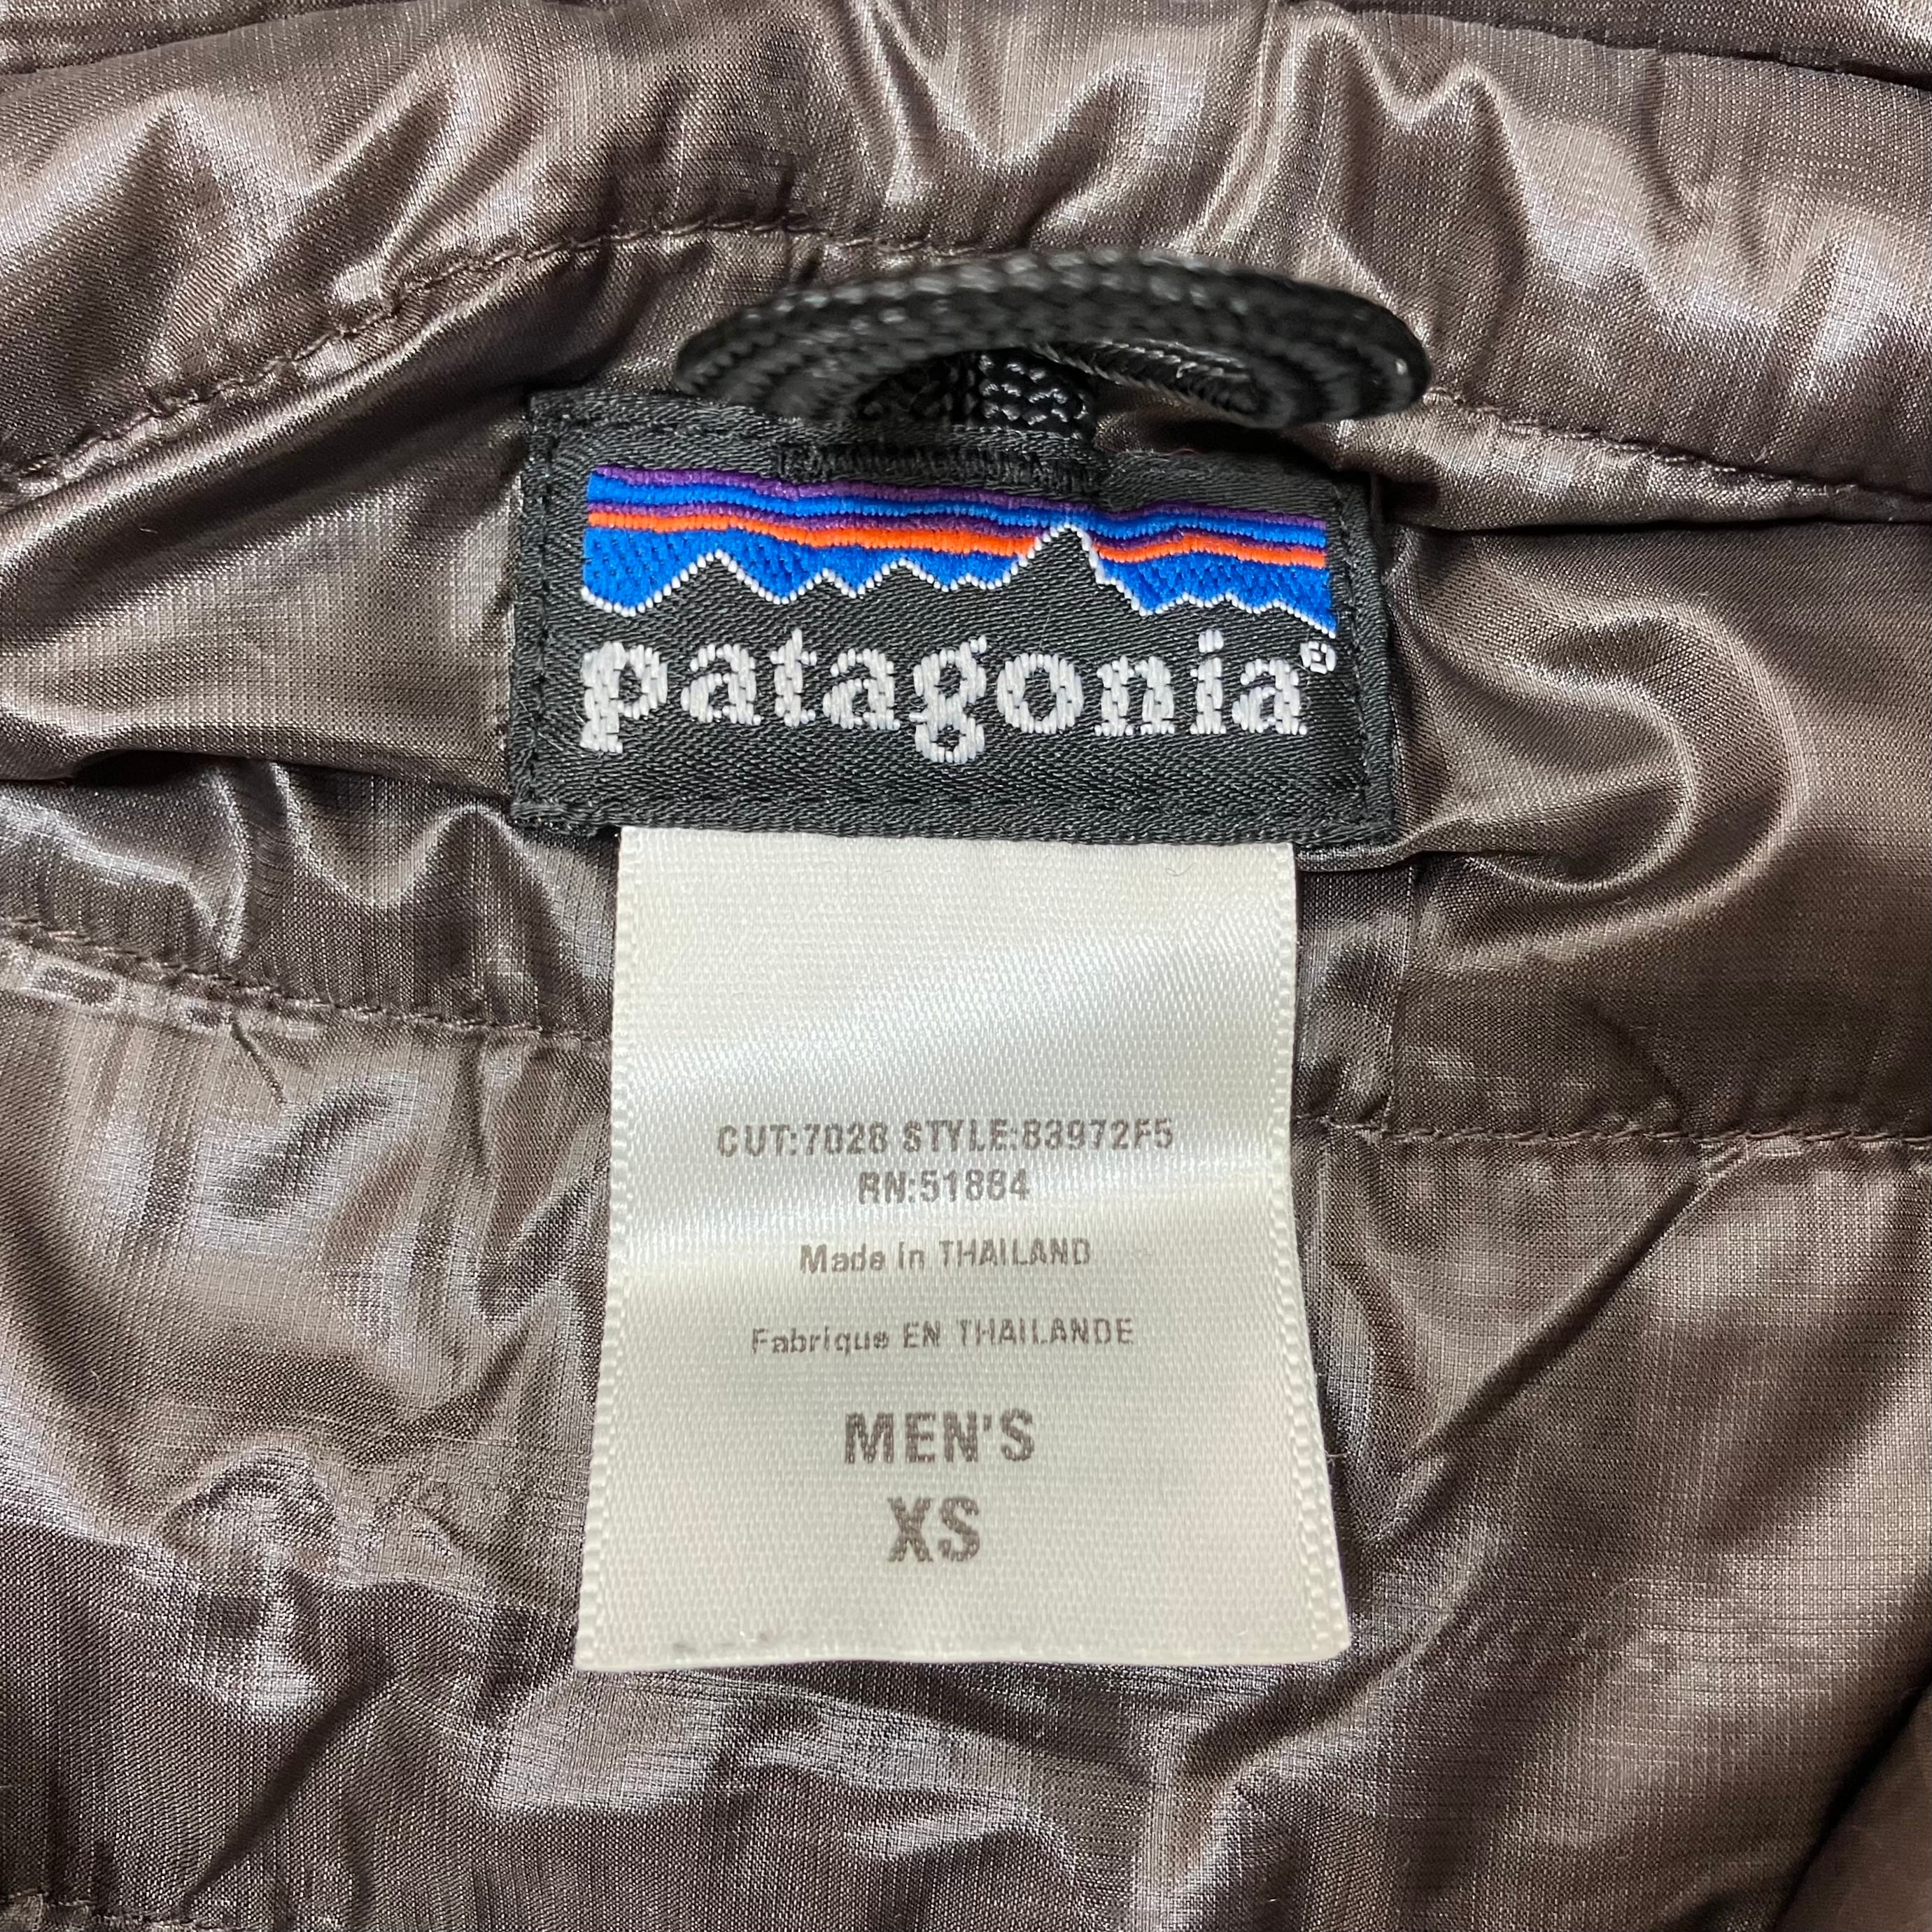 patagonia®
CUT:7028 STYLE:83972F5
RN:51884
Made in THAILAND
Fabrique EN THAILANDE
MEN'S
XS